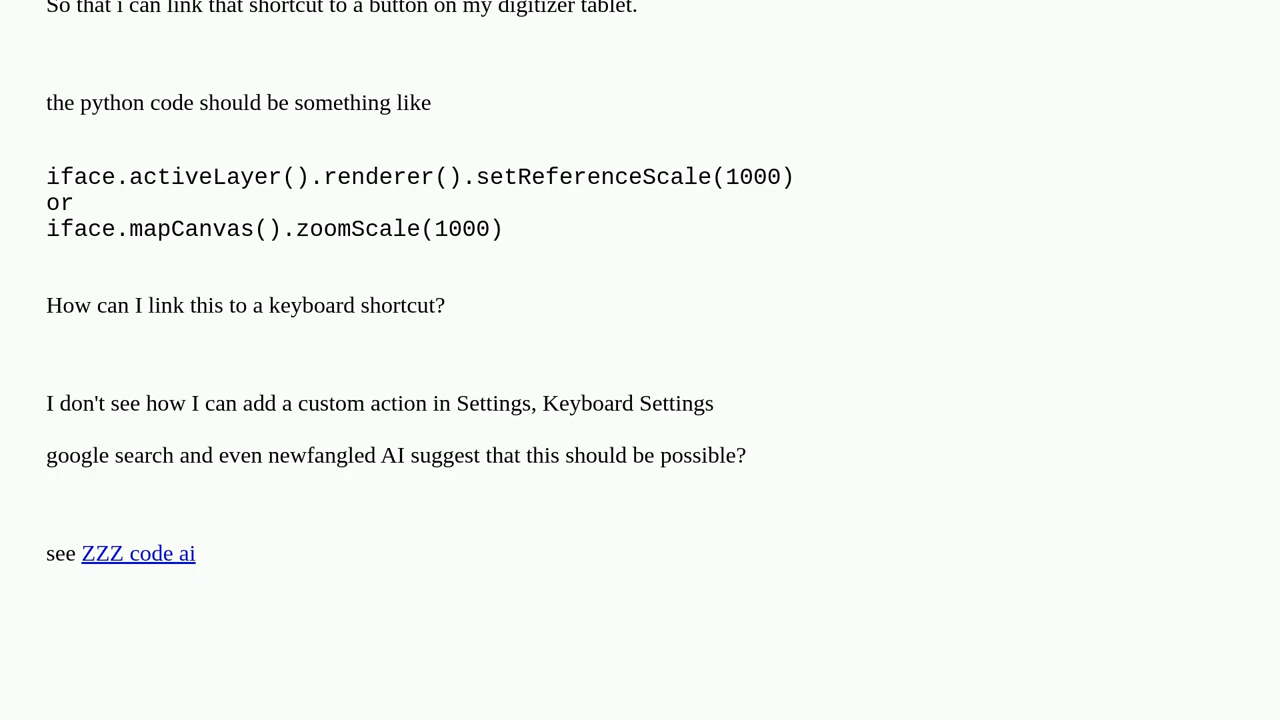 So that i can link that shortcut to a button on my digitizer tablet.
the python code should be something like
iface.activeLayer().renderer().setReferenceScale(1000)
or
iface.mapCanvas().zoomScale(1000)
How can I link this to a keyboard shortcut?
I don't see how I can add a custom action in Settings, Keyboard Settings
google search and even newfangled AI suggest that this should be possible?
see ZZZ code ai